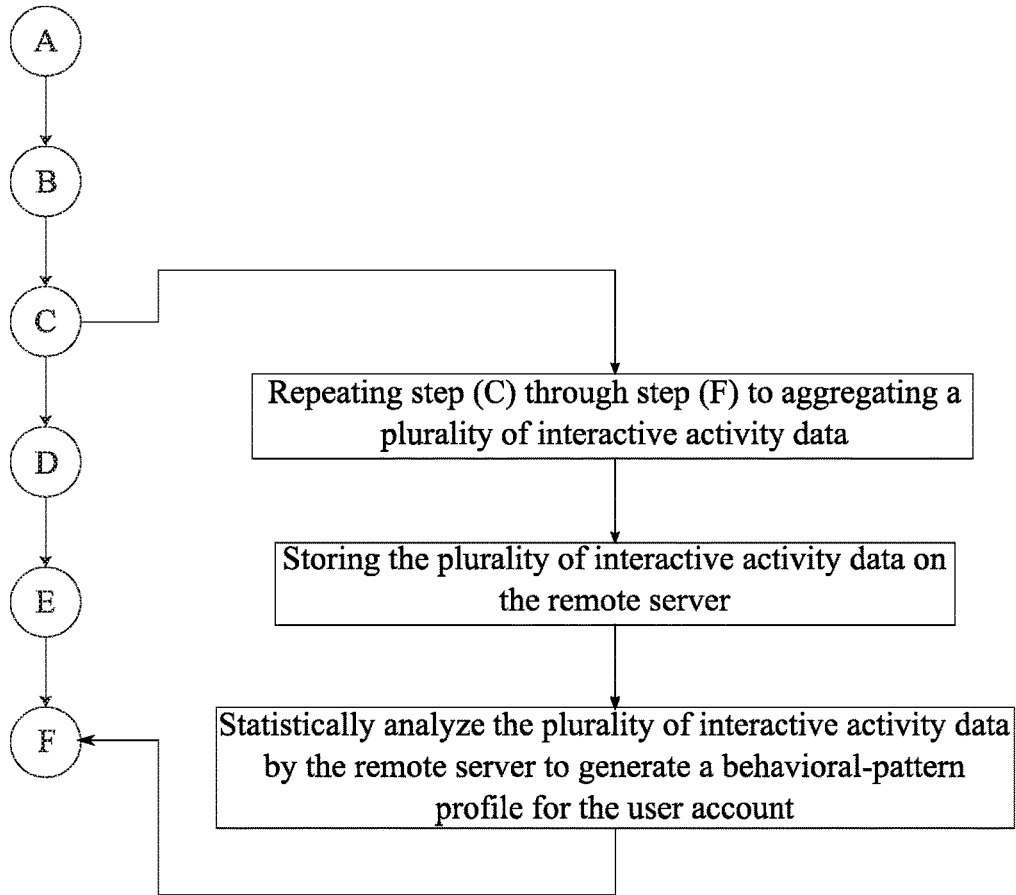 A
B
C
Repeating step (C) through step (F) to aggregating a
plurality of interactive activity data
D
Storing the plurality of interactive activity data on
the remote server
E
Statistically analyze the plurality of interactive activity data
by the remote server to generate a behavioral-pattern
profile for the user account
F